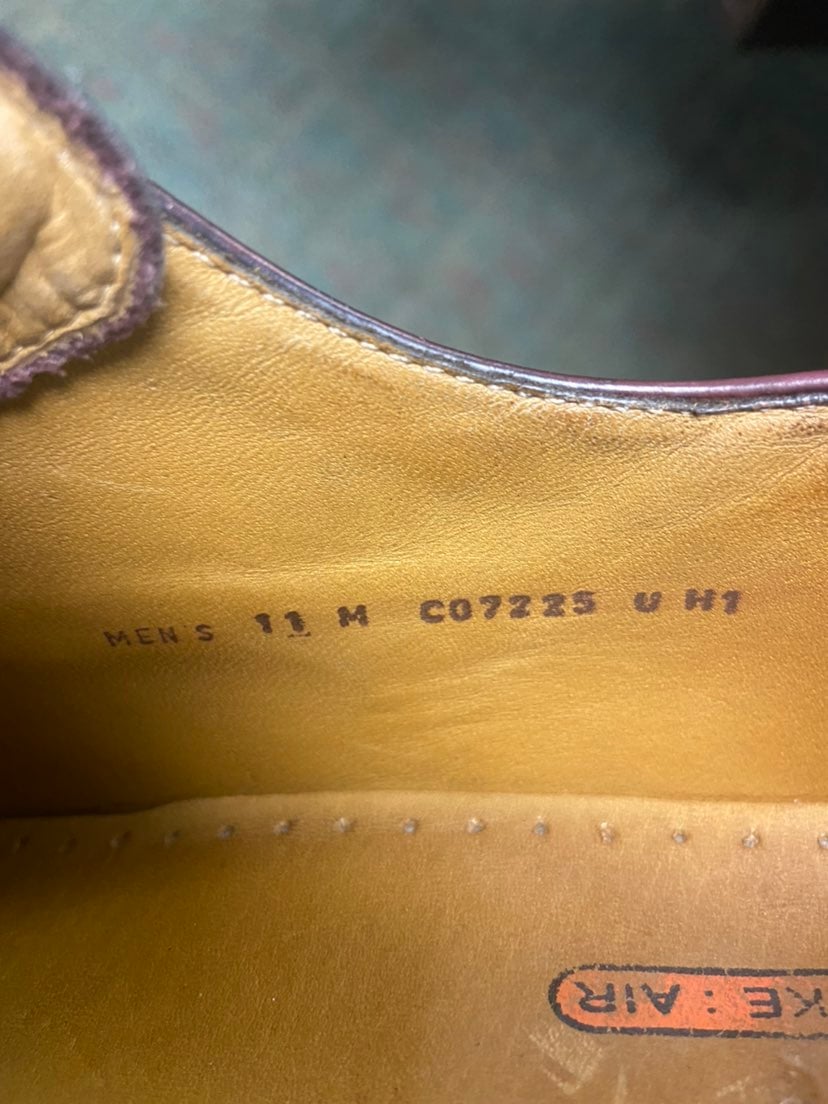 MEN'S 11 M C07225 U H1
KE : AIR